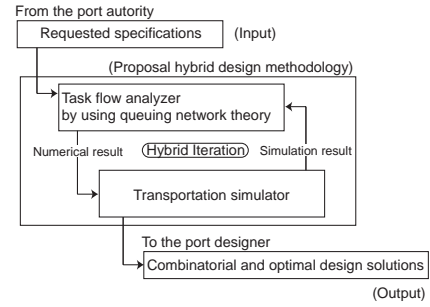 From the port autority
Requested specifications (Input)
(Proposal hybrid design methodology)
Task flow analyzer
by using queuing network theory
Numerical result Hybrid Iteration Simulation result
Transportation simulator
To the port designer
Combinatorial and optimal design solutions
(Output)